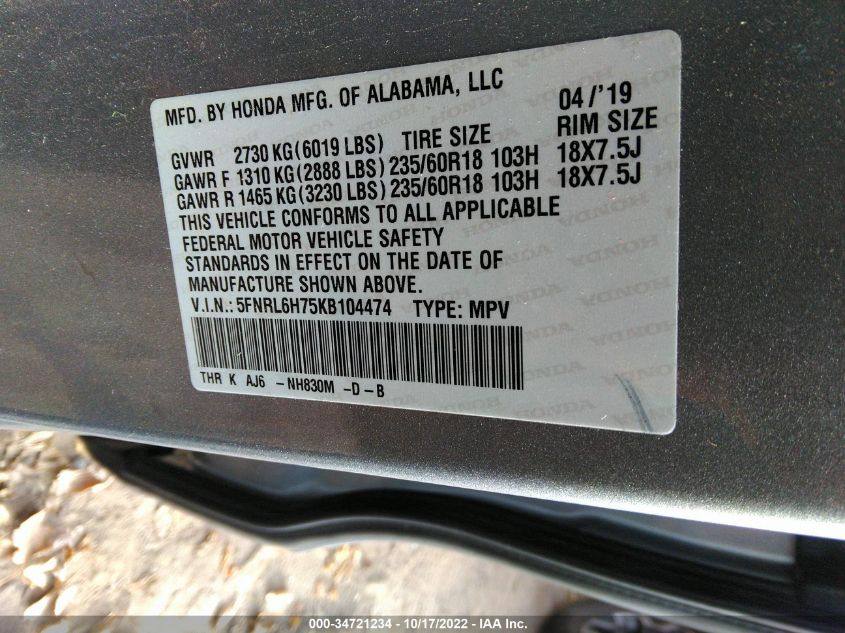 MFD. BY HONDA MFG. OF ALABAMA, LLC 04/'19
GVWR 2730 KG(6019 LBS) TIRE SIZE RIM SIZE
GAWR F 1310 KG(2888 LBS) 235/60R18 103H 18X7.5J
GAWR R 1465 KG(3230 LBS) 235/60R18 103H 18X7.5J
THIS VEHICLE CONFORMS TO ALL APPLICABLE
FEDERAL MOTOR VEHICLE SAFETY
STANDARDS IN EFFECT ON THE DATE OF
MANUFACTURE SHOWN ABOVE.
V.I.N.: 5FNRL6H75KB104474 TYPE: MPV
THR K AJ6 -NH830M -D-B
000-34721234 - 10/17/2022 - IAA Inc.